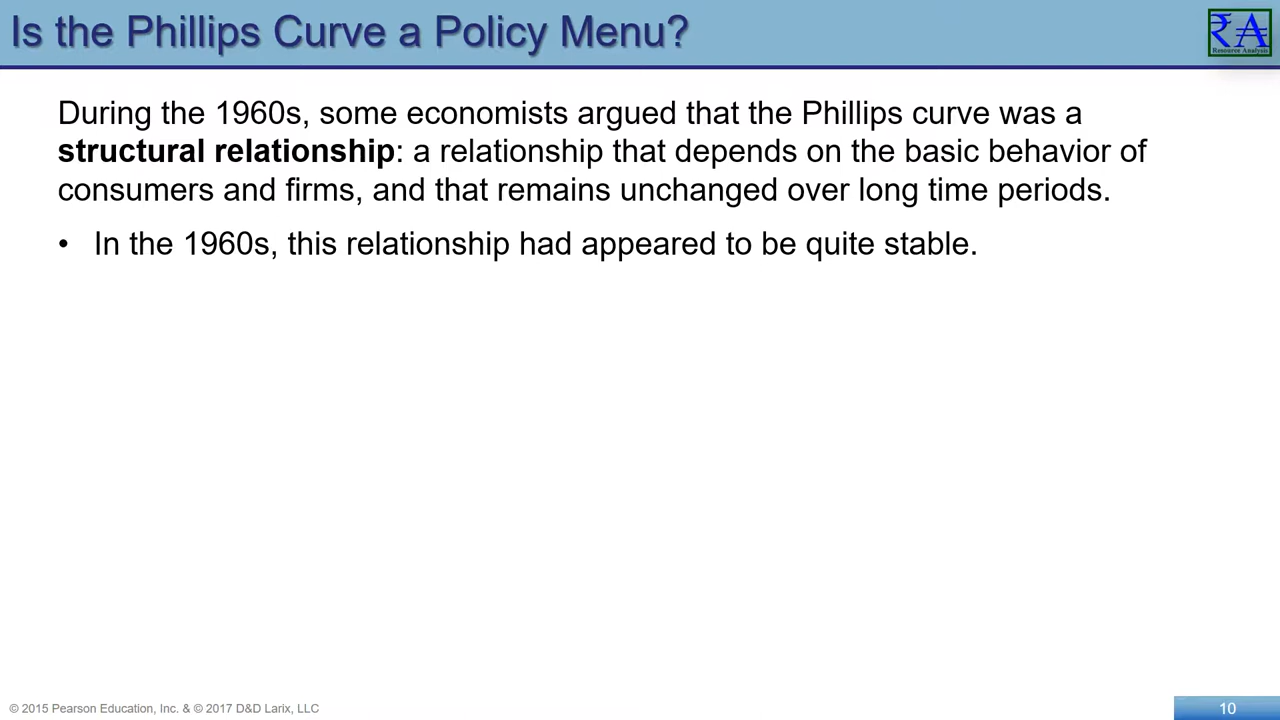 Is the Phillips Curve a Policy Menu?
₹A
Resource Analysis
During the 1960s, some economists argued that the Phillips curve was a
structural relationship: a relationship that depends on the basic behavior of
consumers and firms, and that remains unchanged over long time periods.
• In the 1960s, this relationship had appeared to be quite stable.
© 2015 Pearson Education, Inc. & © 2017 D&D Larix, LLC
10